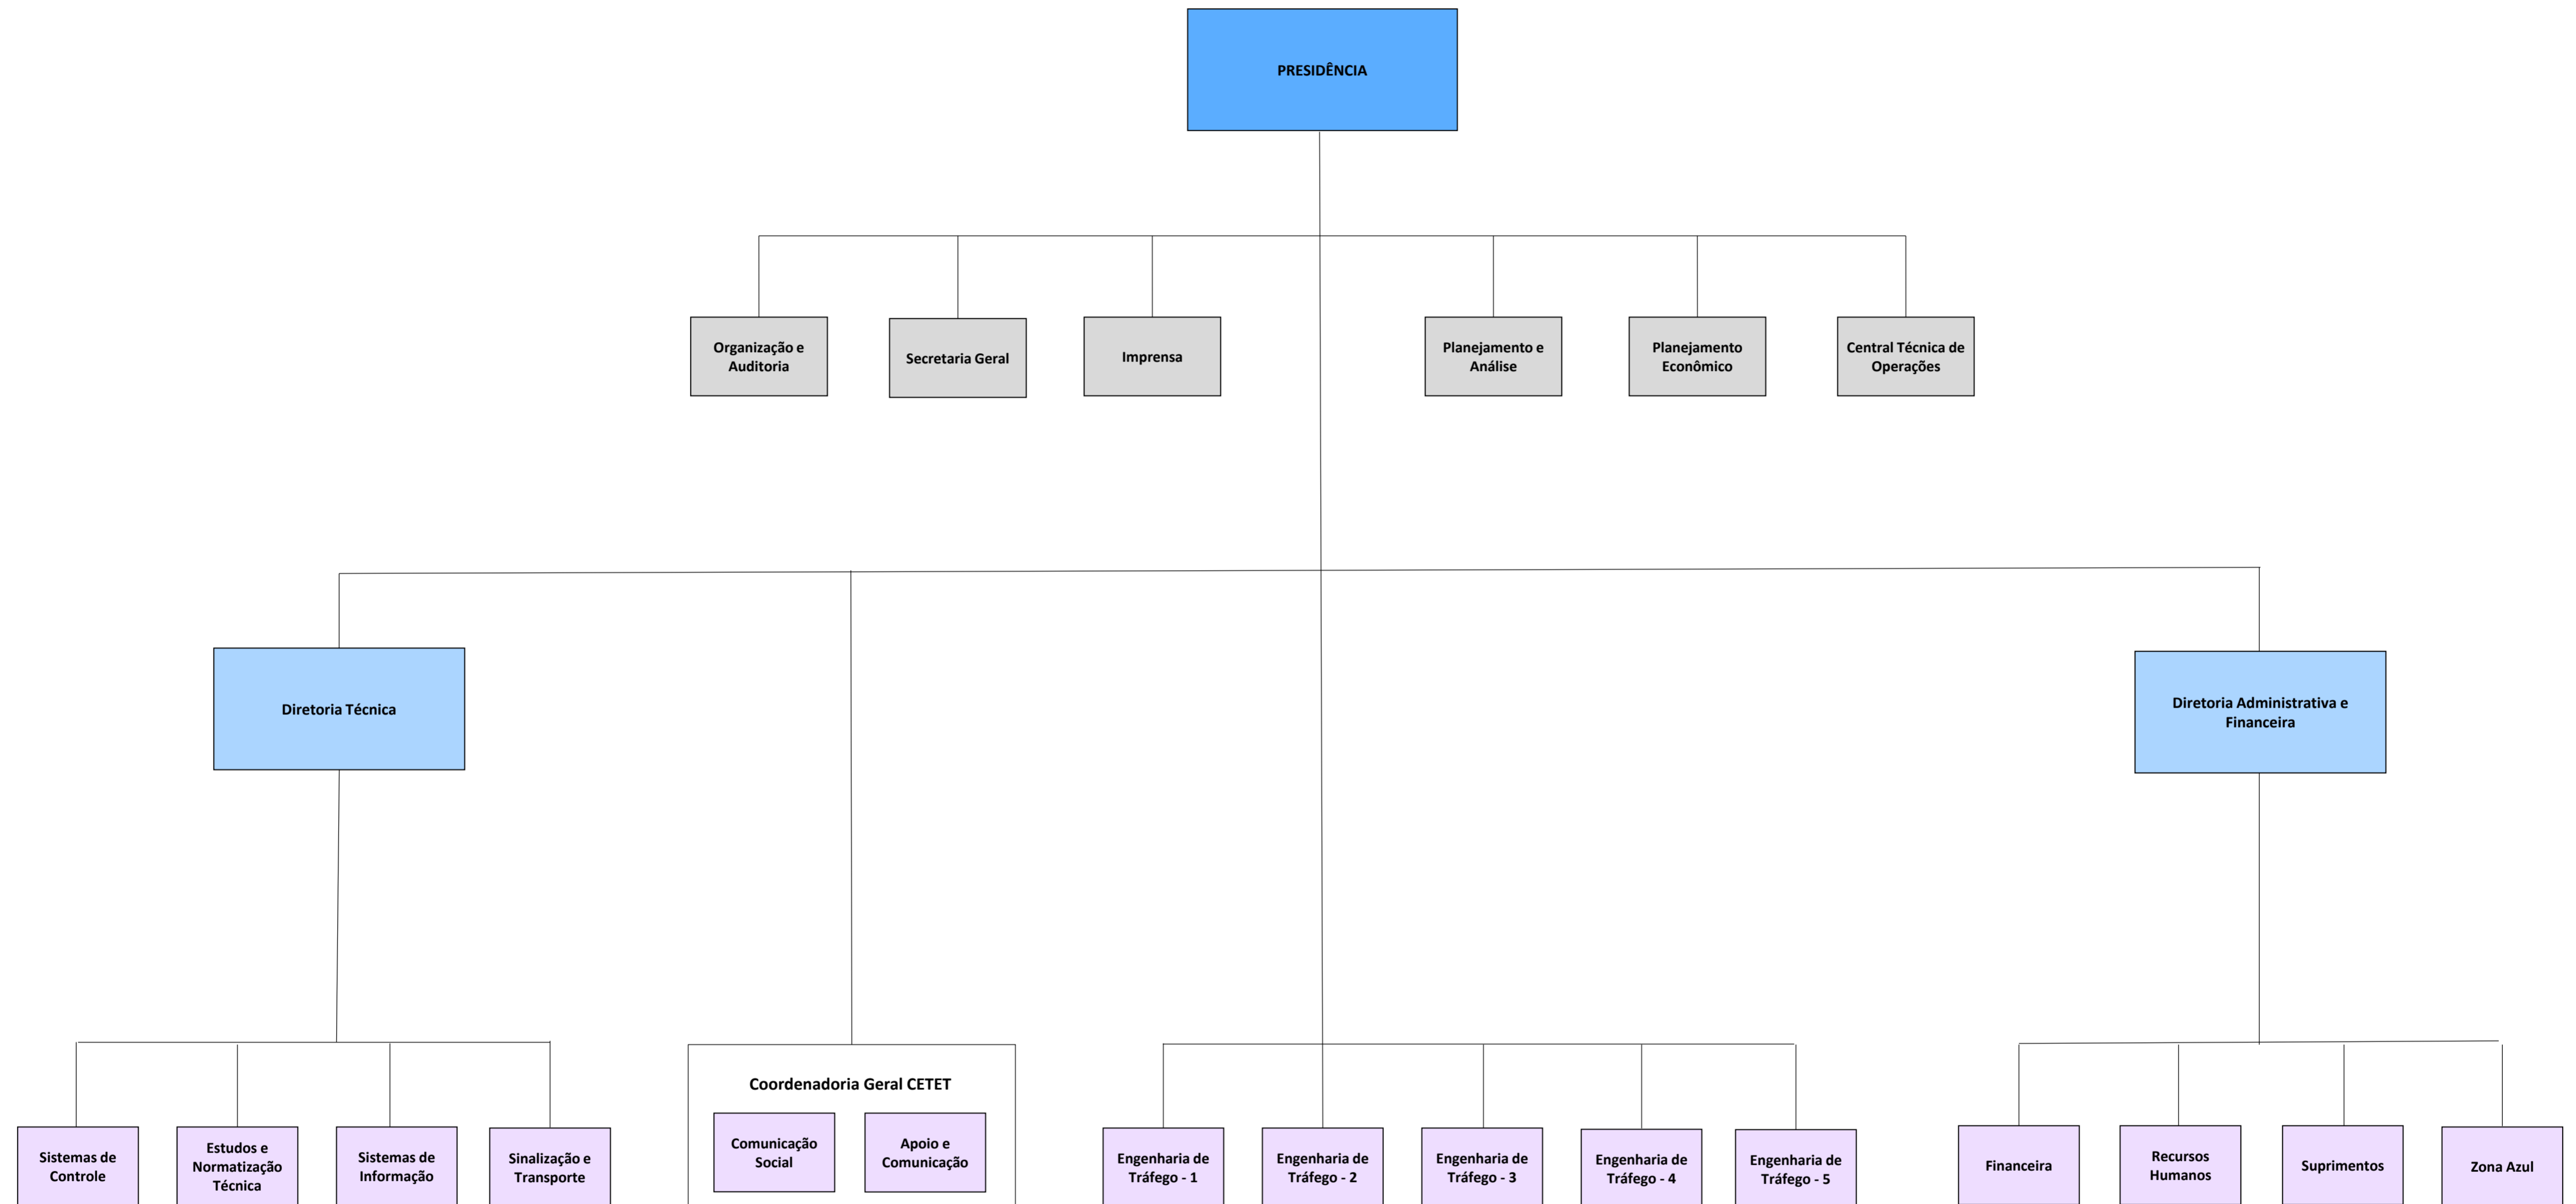 PRESIDÊNCIA
Organização e
Auditoria
Secretaria Geral
Imprensa
Planejamento e
Análise
Planejamento
Econômico
Central Técnica de
Operações
Diretoria Técnica
Diretoria Administrativa e
Financeira
Sistemas de
Controle
Estudos e
Normatização
Técnica
Sistemas de
Informação
Sinalização e
Transporte
Coordenadoria Geral CETET
Comunicação
Social
Apoio e
Comunicação
Engenharia de
Tráfego - 1
Engenharia de
Tráfego - 2
Engenharia de
Tráfego - 3
Engenharia de
Tráfego - 4
Engenharia de
Tráfego - 5
Financeira
Recursos
Humanos
Suprimentos
Zona Azul